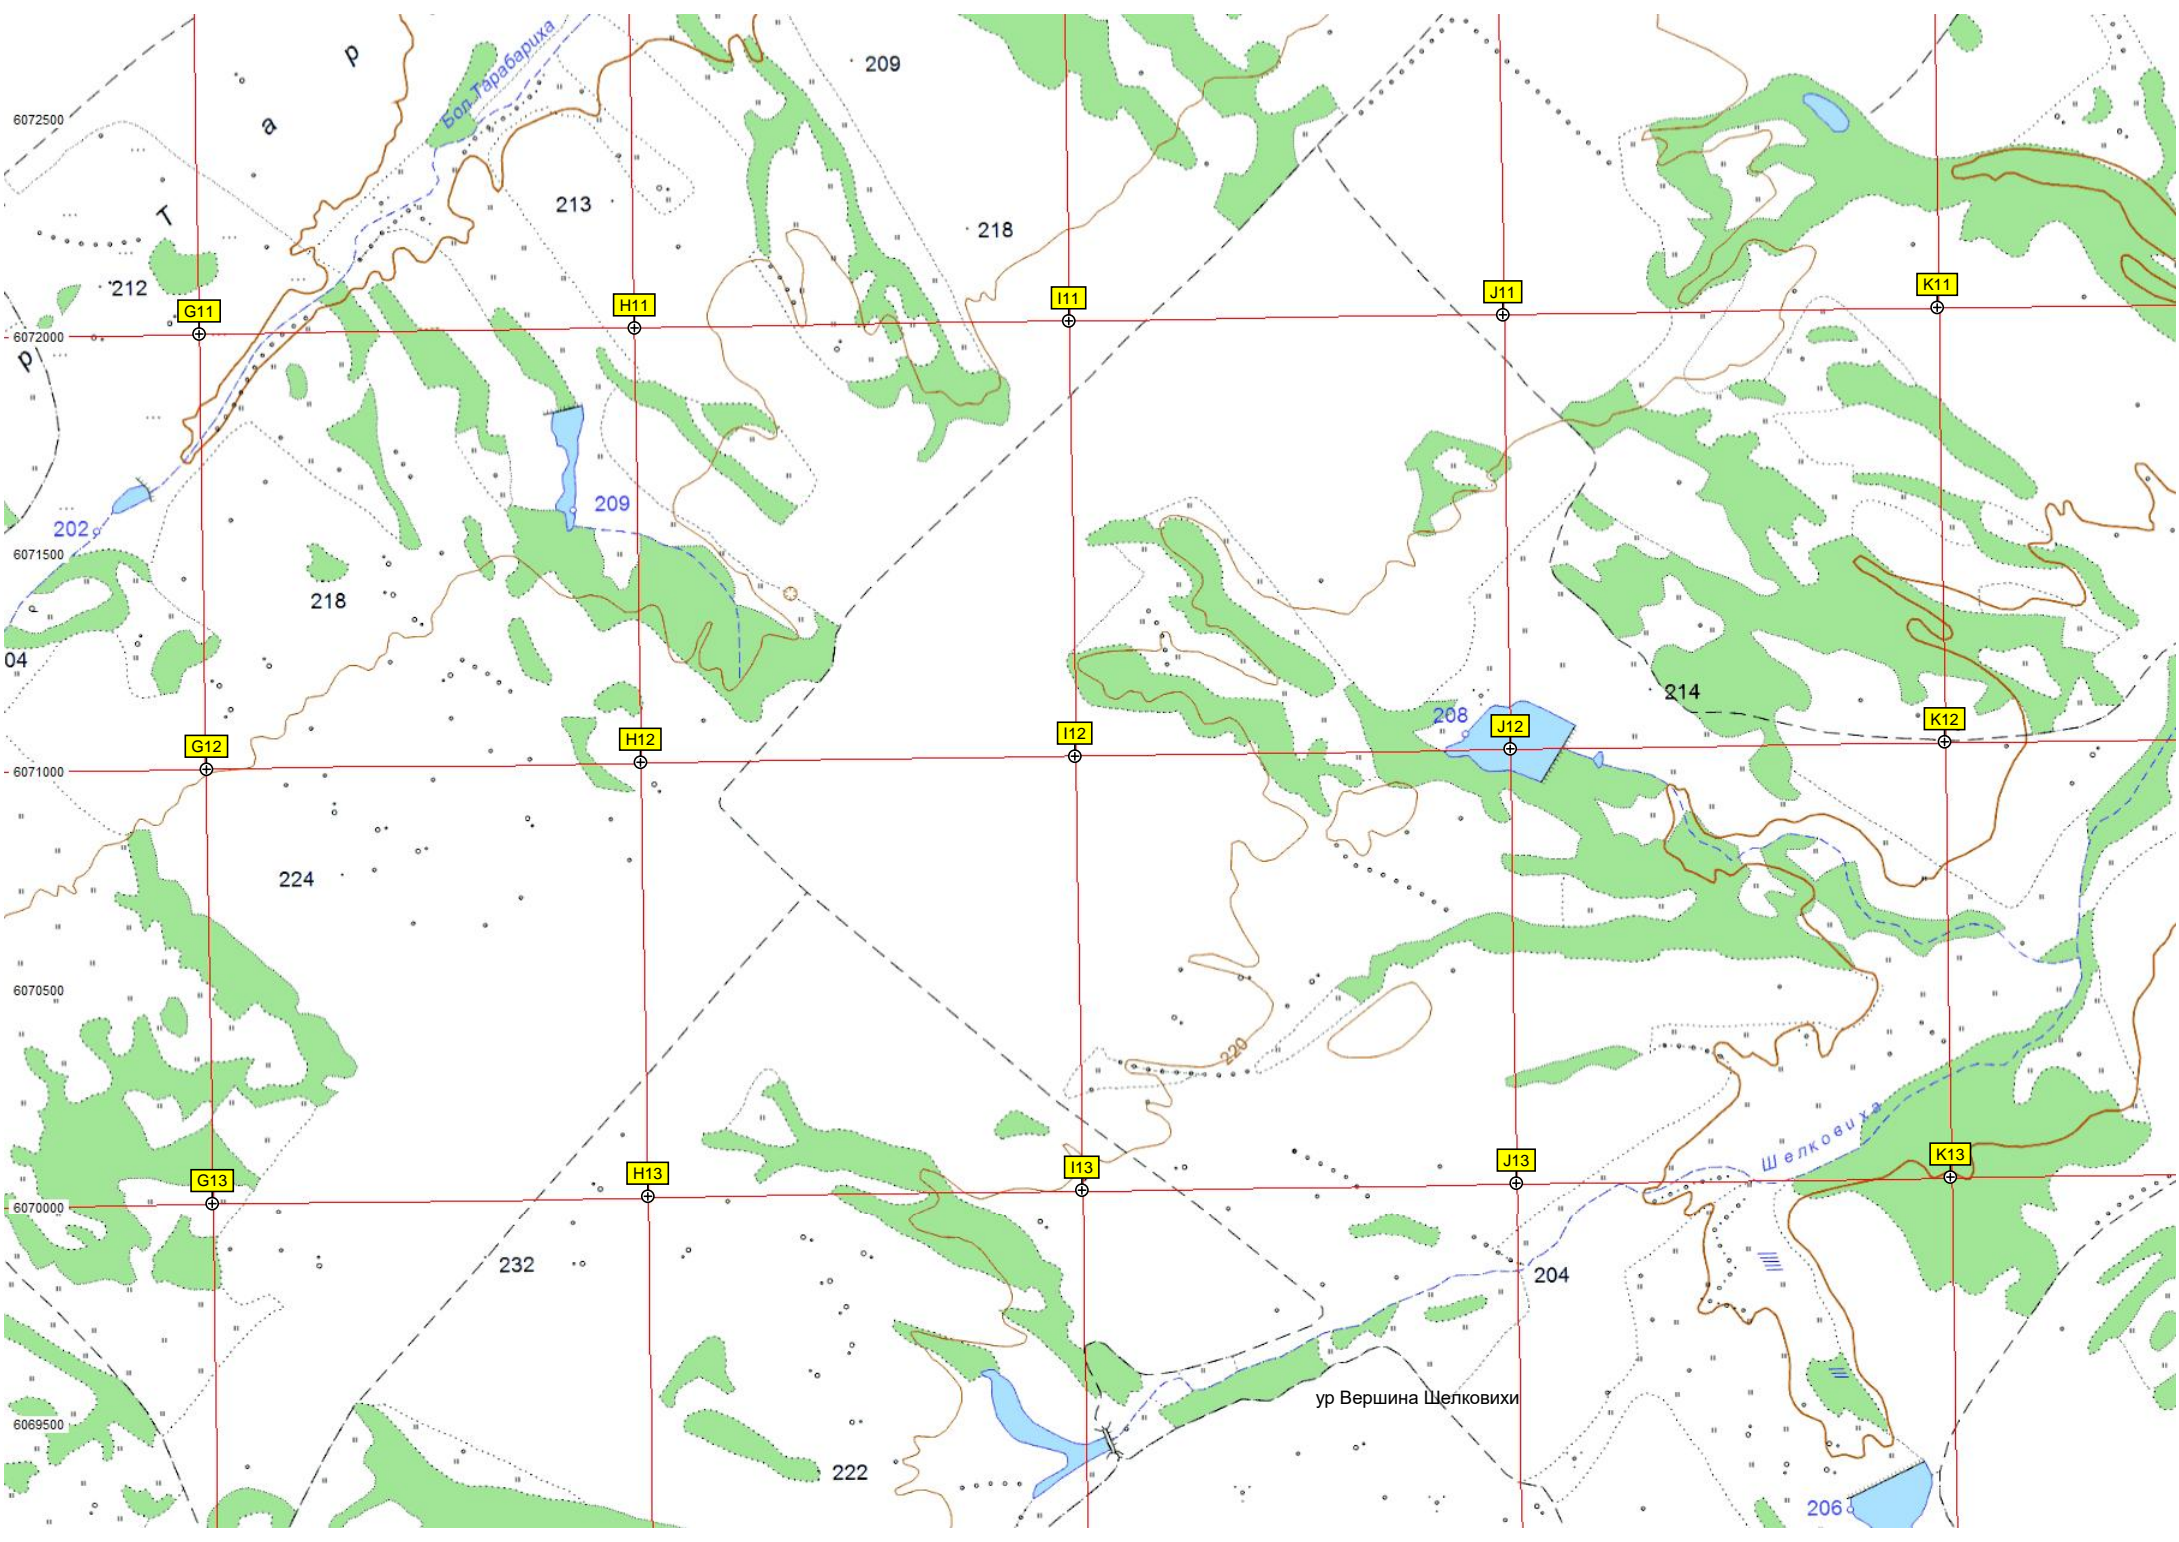 р
209
Бол. Тарабариха
6072500
а
213
Т
218
212
G11
H11
I11
J11
K11
6072000
р
209
202
6071500
218
04
214
208
G12
H12
I12
J12
K12
6071000
224
6070500
220
Шелковиха
G13
H13
I13
J13
K13
6070000
232
204
ур Вершина Шелковихи
6069500
222
206